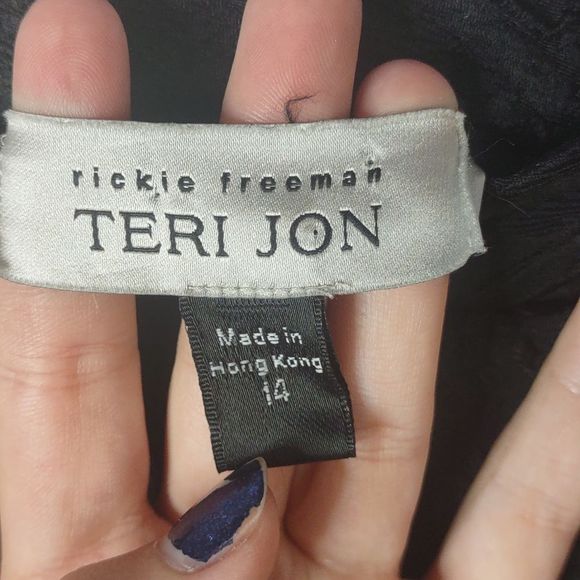 rickie freeman
TERI JON
Made in
Hong Kong
14